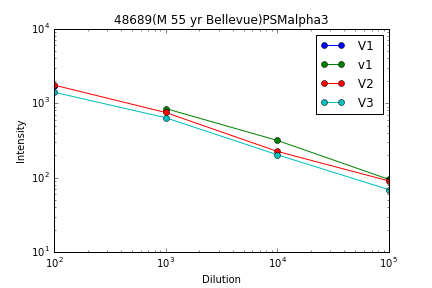 48689(M 55 yr Bellevue)PSMalpha3
10^4
10^3
10^2
10^1
Intensity
V1
v1
V2
V3
10^2 10^3 10^4 10^5
Dilution